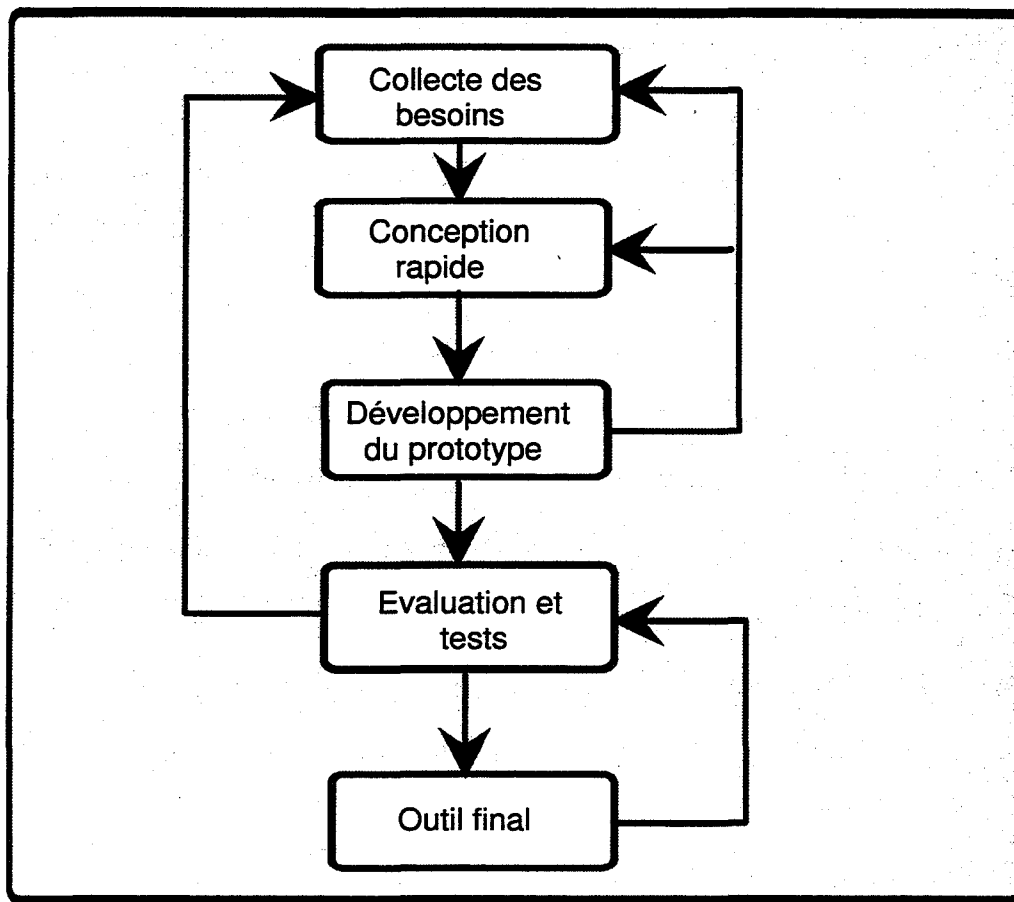 Collecte des
besoins
Conception
rapide
Développement
du prototype
Evaluation et
tests
Outil final